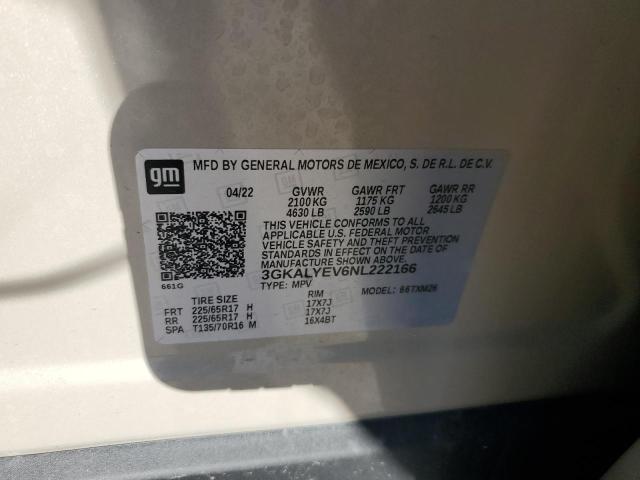 gm
MFD BY GENERAL MOTORS DE MEXICO, S. DE R.L. DE C.V.
04/22 GVWR GAWR FRT GAWR RR
2100 KG 1175 KG 1200 KG
4630 LB 2590 LB 2645 LB
THIS VEHICLE CONFORMS TO ALL
APPLICABLE U.S. FEDERAL MOTOR
VEHICLE SAFETY AND THEFT PREVENTION
STANDARDS IN EFFECT ON THE DATE OF
MANUFACTURE SHOWN ABOVE.
661G
3GKALYEV6NL222166
TYPE: MPV MODEL: 66TXM26
TIRE SIZE RIM
FRT 225/65R17 H 17X7J
RR 225/65R17 H 17X7J
SPA T135/70R16 M 16X4BT